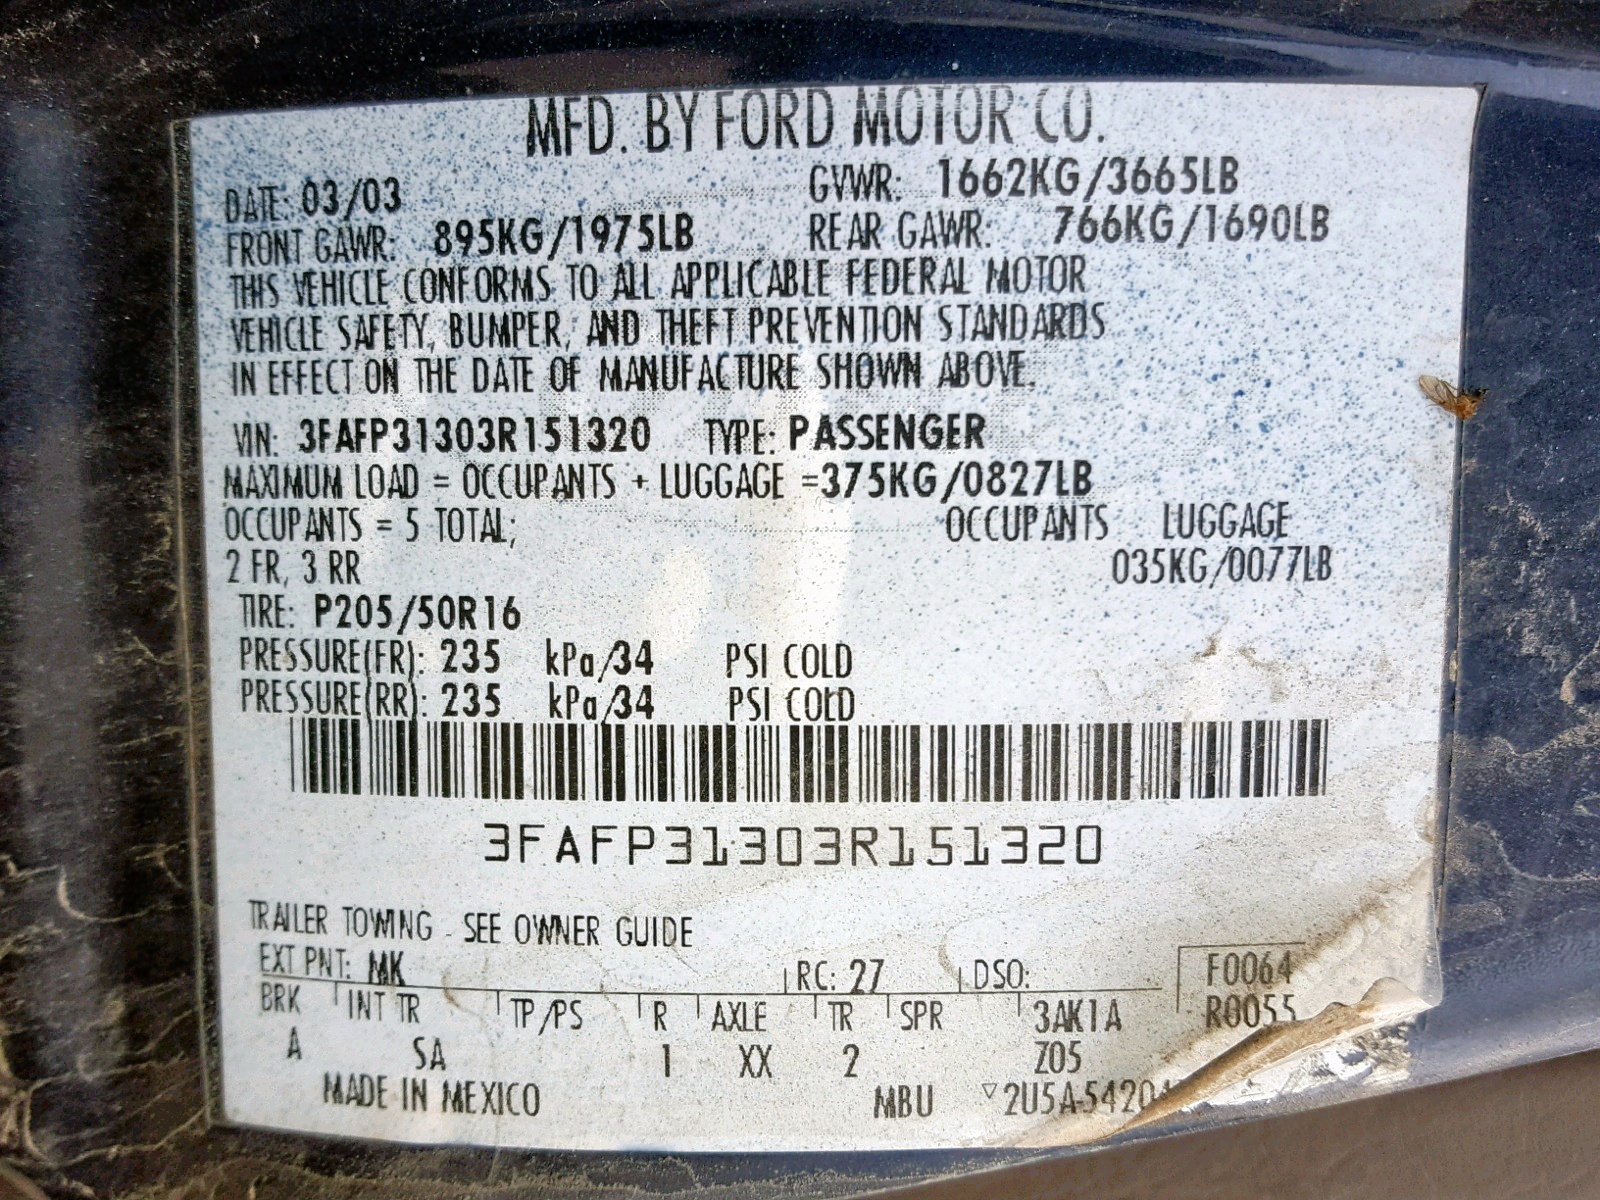 MFD. BY FORD MOTOR CO.
DATE: 03/03 GVWR: 1662KG/3665LB
FRONT GAWR: 895KG/1975LB REAR GAWR: 766KG/1690LB
THIS VEHICLE CONFORMS TO ALL APPLICABLE FEDERAL MOTOR
VEHICLE SAFETY, BUMPER, AND THEFT PREVENTION STANDARDS
IN EFFECT ON THE DATE OF MANUFACTURE SHOWN ABOVE.
VIN: 3FAFP31303R151320 TYPE: PASSENGER
MAXIMUM LOAD = OCCUPANTS + LUGGAGE =375KG/0827LB
OCCUPANTS = 5 TOTAL; OCCUPANTS LUGGAGE
2 FR, 3 RR 035KG/0077LB
TIRE: P205/50R16
PRESSURE(FR): 235 kPa/34 PSI COLD
PRESSURE(RR): 235 kPa/34 PSI COLD
3FAFP31303R151320
TRAILER TOWING - SEE OWNER GUIDE
EXT PNT: MK RC: 27 DSO: F0064
BRK INT TR TP/PS R AXLE TR SPR 3AK1A R0055
A SA 1 XX 2 Z05
MADE IN MEXICO MBU ▽2U5A-54204